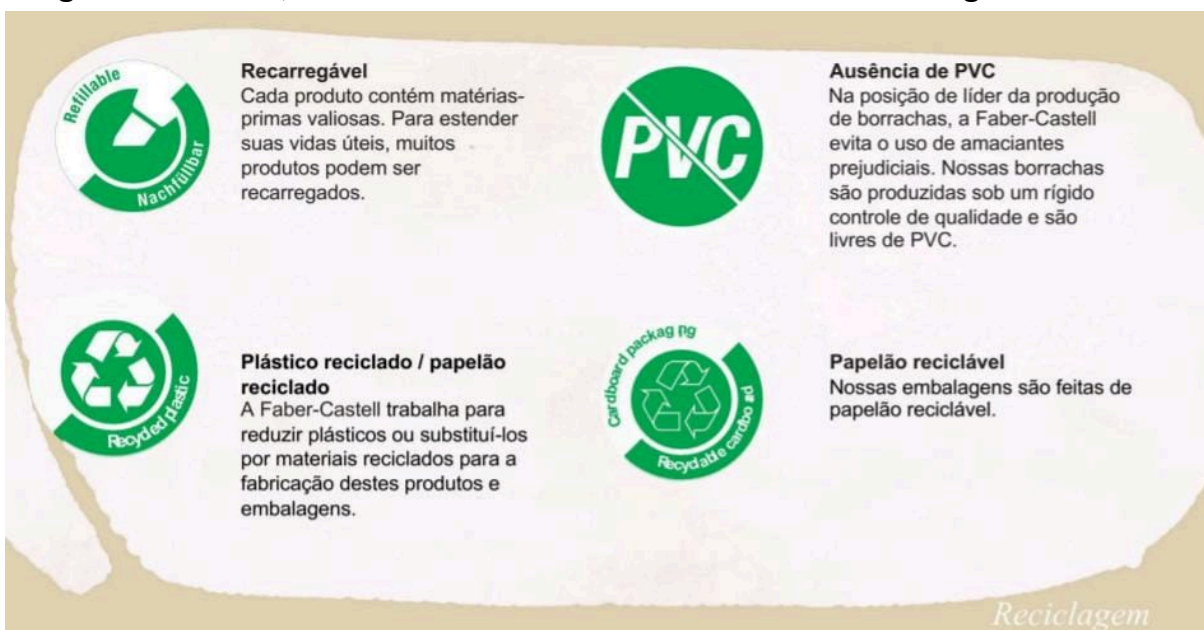 Refillable
Nachfüllbar
Recarregável
Cada produto contém matérias-
primas valiosas. Para estender
suas vidas úteis, muitos
produtos podem ser
recarregados.
PVC
Ausência de PVC
Na posição de líder da produção
de borrachas, a Faber-Castell
evita o uso de amaciantes
prejudiciais. Nossas borrachas
são produzidas sob um rígido
controle de qualidade e são
livres de PVC.
Recycled plastic
Plástico reciclado / papelão
reciclado
A Faber-Castell trabalha para
reduzir plásticos ou substituí-los
por materiais reciclados para a
fabricação destes produtos e
embalagens.
Cardboard packaging
Recyclable cardboard
Papelão reciclável
Nossas embalagens são feitas de
papelão reciclável.
Reciclagem